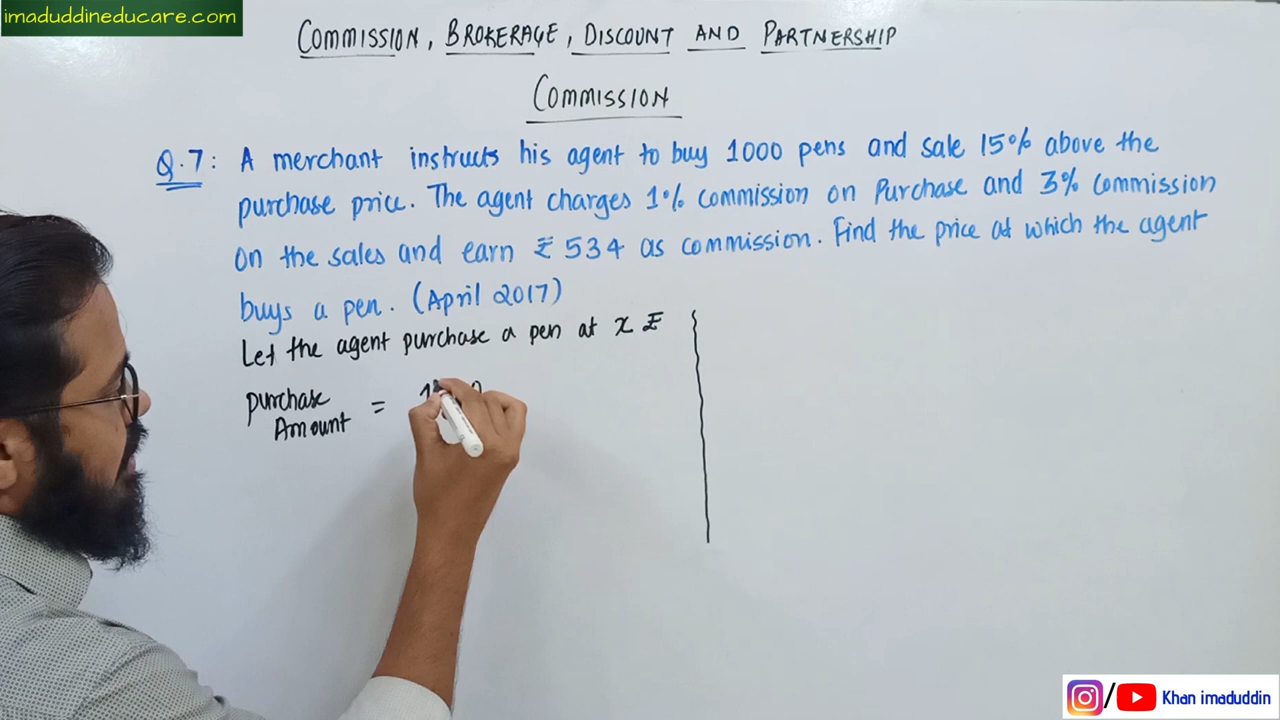 imaduddineducare.com
COMMISSION, BROKERAGE, DISCOUNT AND PARTNERSHIP
COMMISSION
Q.7: A merchant instructs his agent to buy 1000 pens and sale 15% above the
purchase price. The agent charges 1% commission on Purchase and 3% commission
on the sales and earn ₹ 534 as commission. Find the price at which the agent
buys a pen. (April 2017)
Let the agent purchase a pen at x ₹
purchase
Amount =
Khan imaduddin